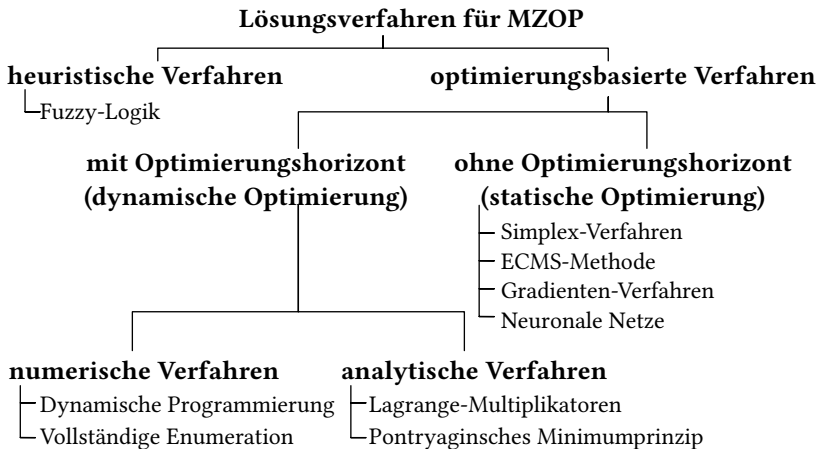 Lösungsverfahren für MZOP
heuristische Verfahren
optimierungsbasierte Verfahren
Fuzzy-Logik
mit Optimierungshorizont
(dynamische Optimierung)
ohne Optimierungshorizont
(statische Optimierung)
Simplex-Verfahren
ECMS-Methode
Gradienten-Verfahren
Neuronale Netze
numerische Verfahren
Dynamische Programmierung
Vollständige Enumeration
analytische Verfahren
Lagrange-Multiplikatoren
Pontryaginsches Minimumprinzip